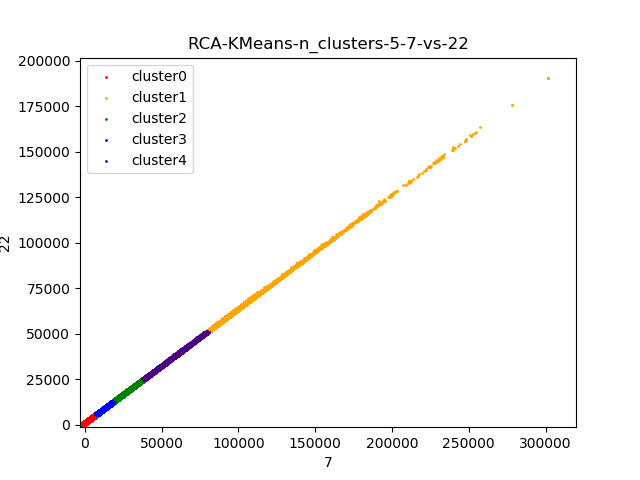 RCA-KMeans-n_clusters-5-7-vs-22
cluster0
cluster1
cluster2
cluster3
cluster4
200000
175000
150000
125000
100000
75000
50000
25000
0
22
0 50000 100000 150000 200000 250000 300000
7